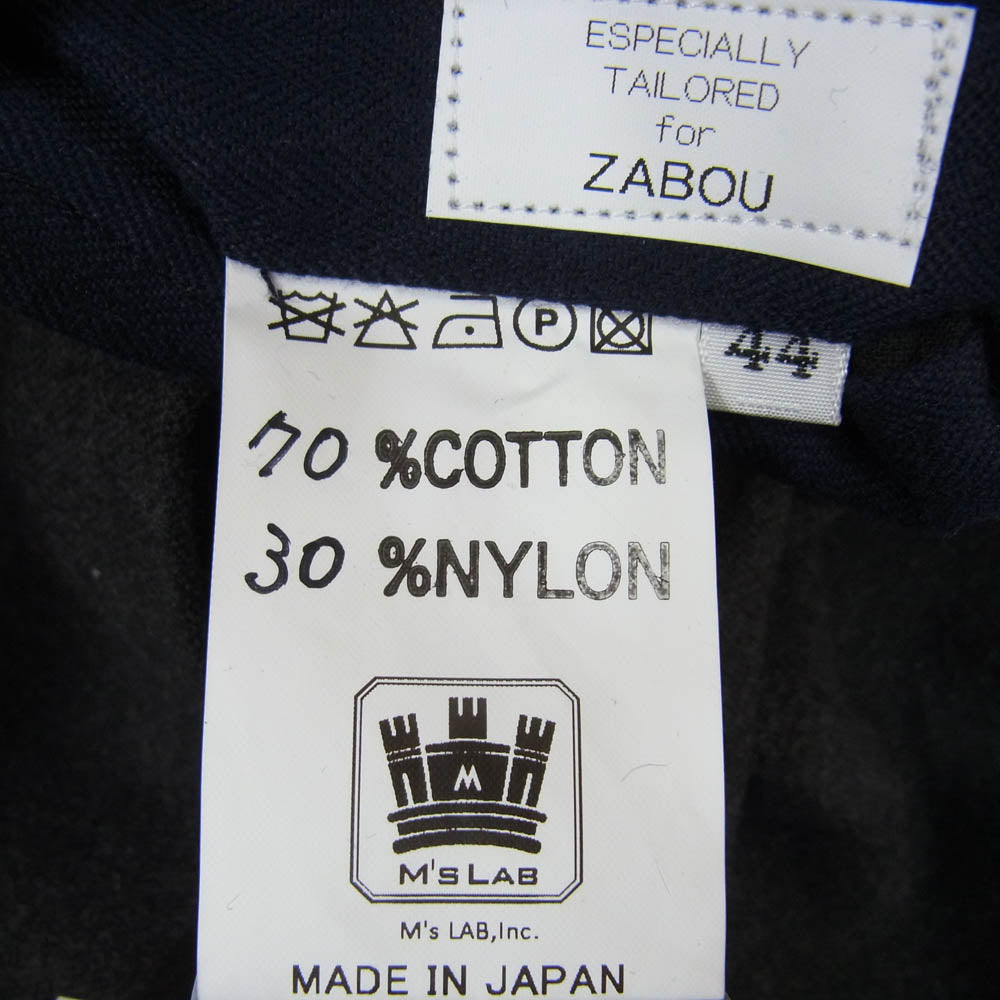 ESPECIALLY
TAILORED
for
ZABOU
P
44
70 %COTTON
30 %NYLON
M
M's LAB
M's LAB,Inc.
MADE IN JAPAN